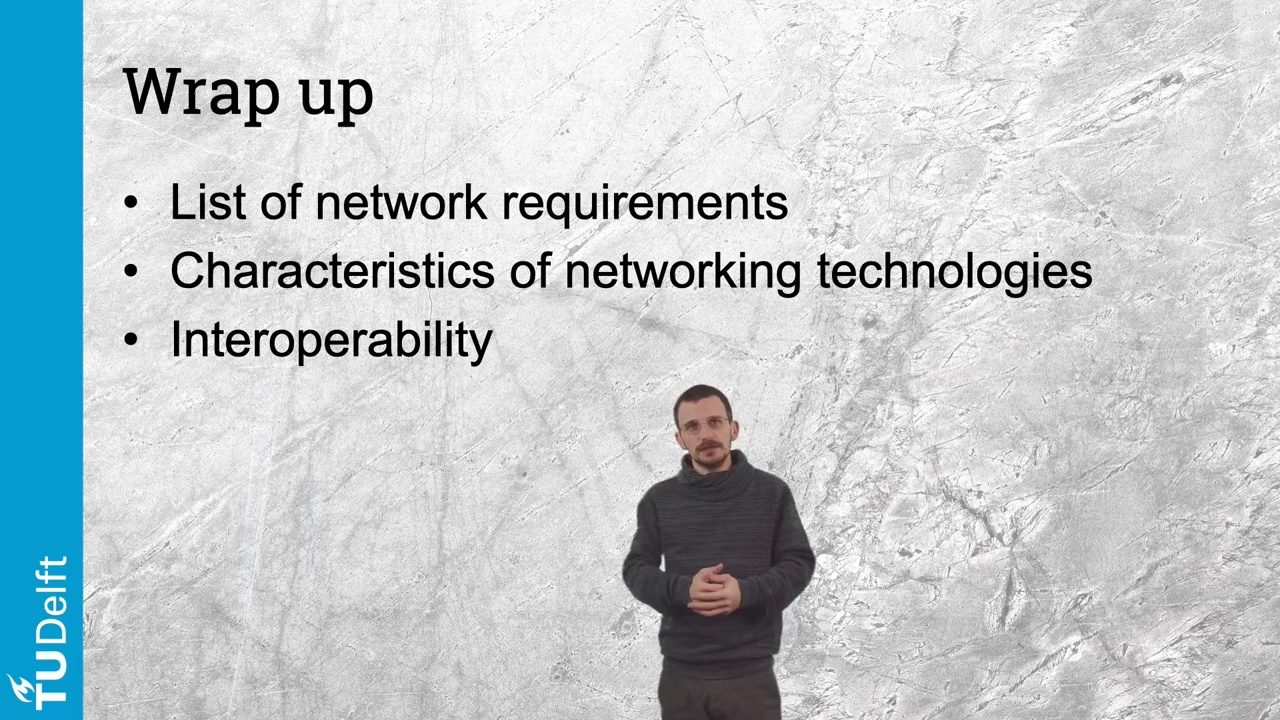 Wrap up
• List of network requirements
• Characteristics of networking technologies
• Interoperability
TUDelft